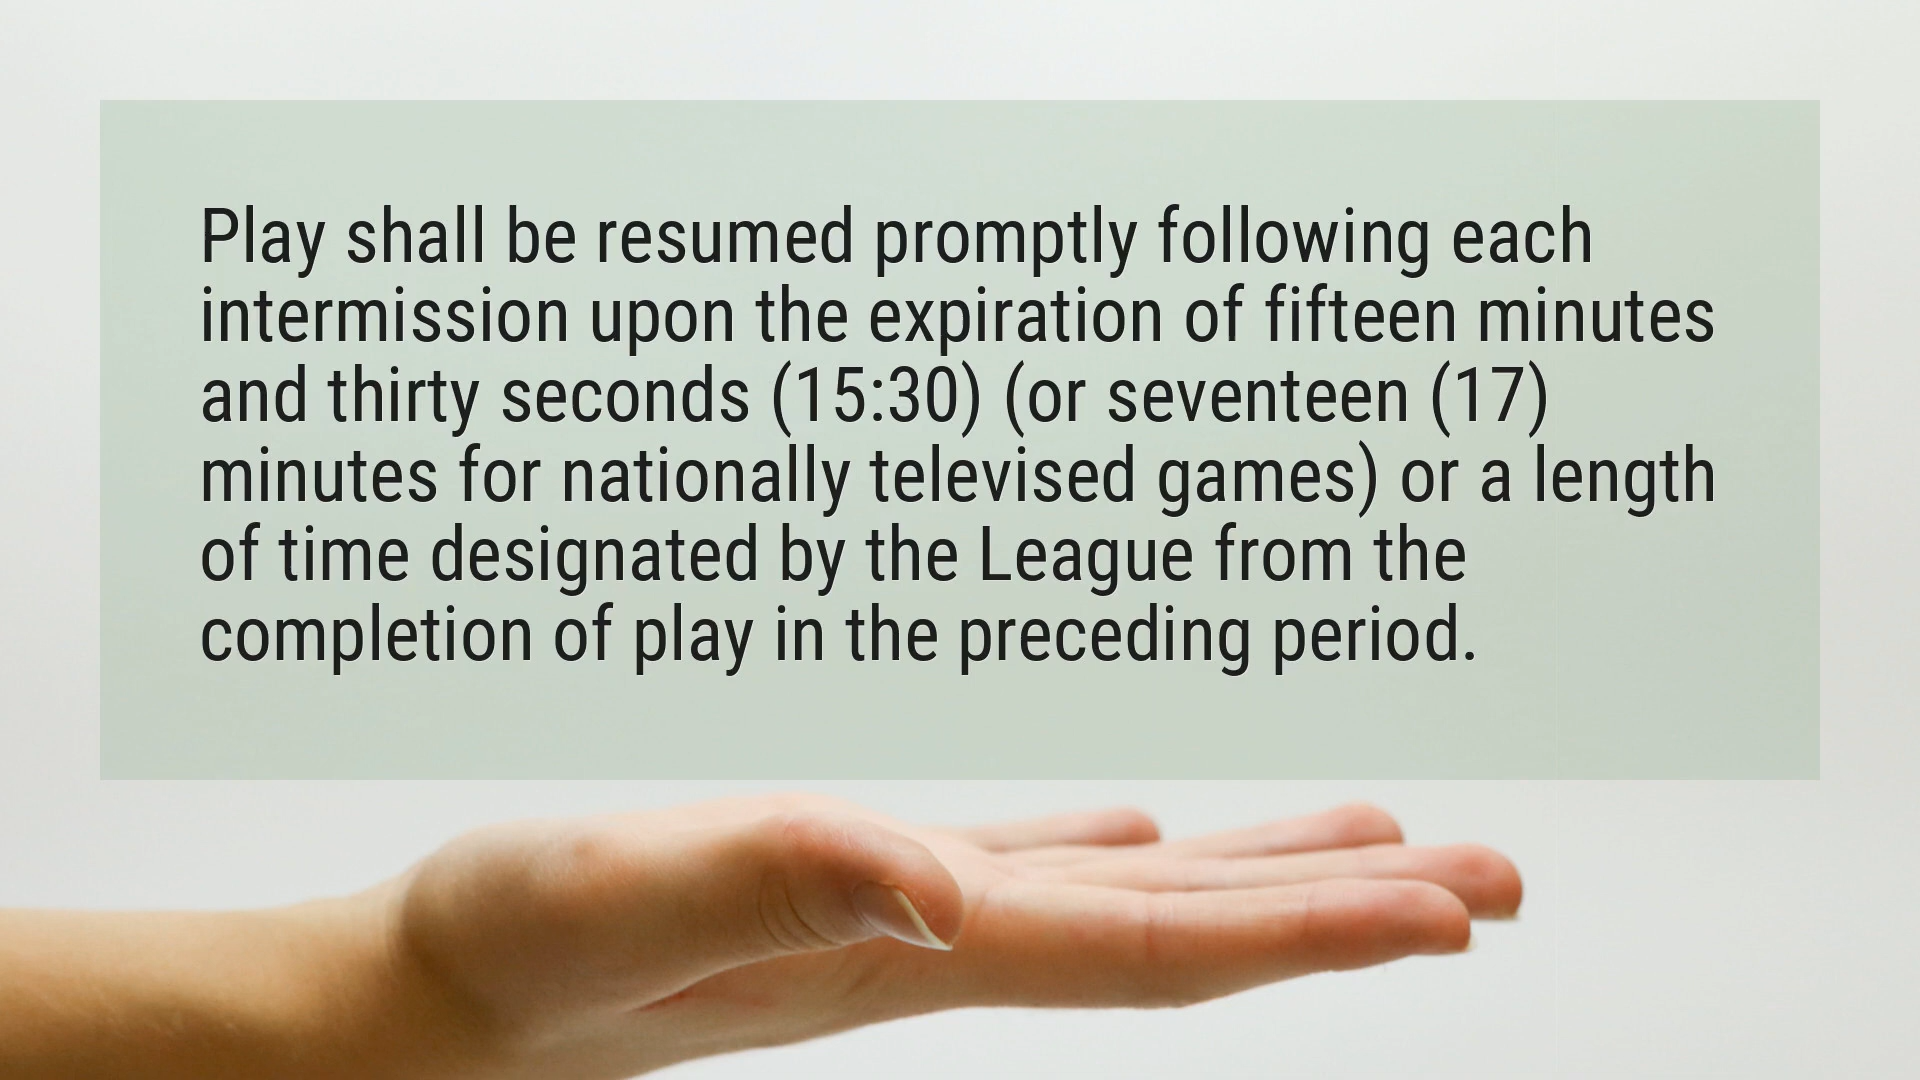 Play shall be resumed promptly following each
intermission upon the expiration of fifteen minutes
and thirty seconds (15:30) (or seventeen (17)
minutes for nationally televised games) or a length
of time designated by the League from the
completion of play in the preceding period.